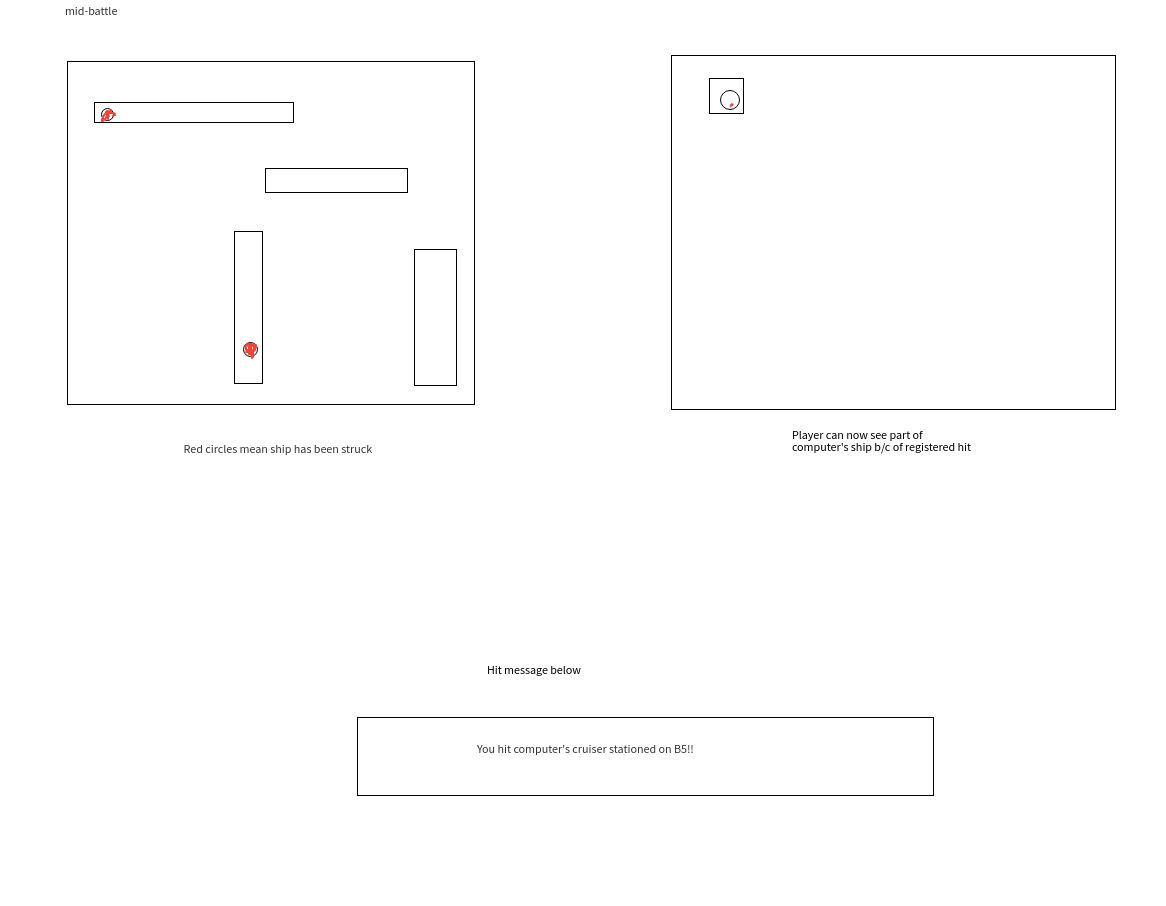 mid-battle
Red circles mean ship has been struck
Player can now see part of
computer's ship b/c of registered hit
Hit message below
You hit computer's cruiser stationed on B5!!